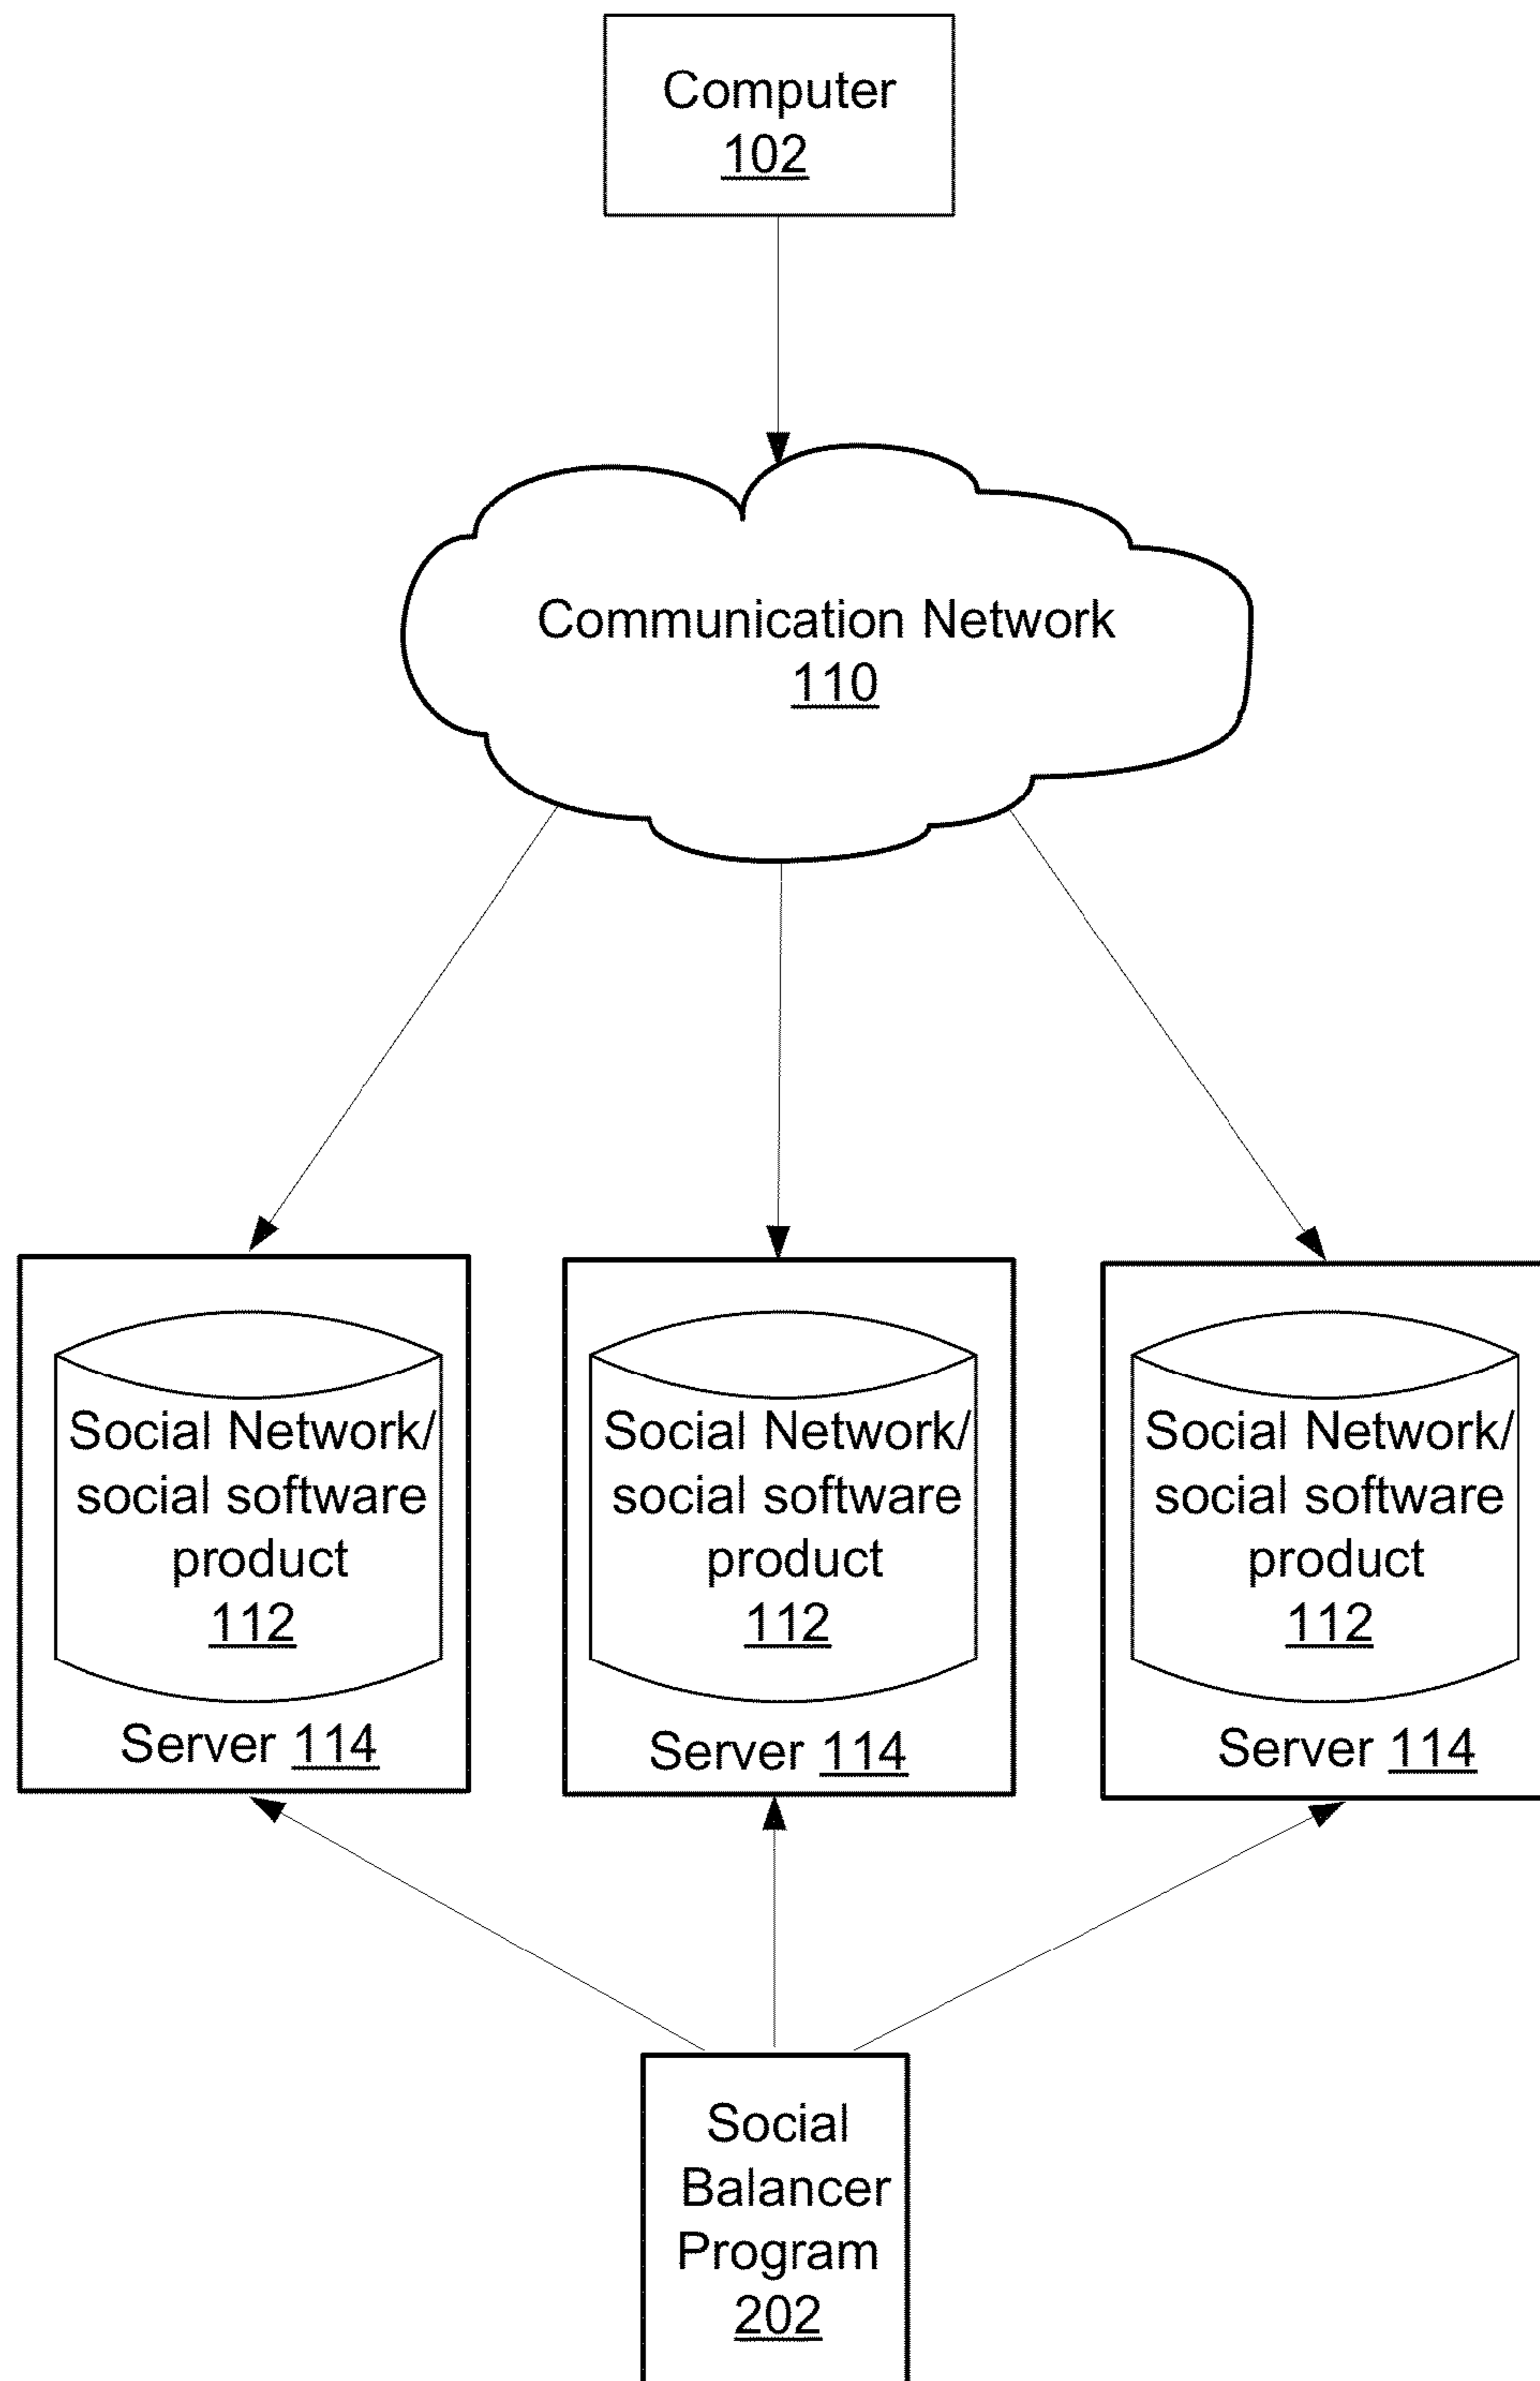 Computer
102
Communication Network
110
Social Network/
social software
product
112
Server 114
Social Network/
social software
product
112
Server 114
Social Network/
social software
product
112
Server 114
Social
Balancer
Program
202